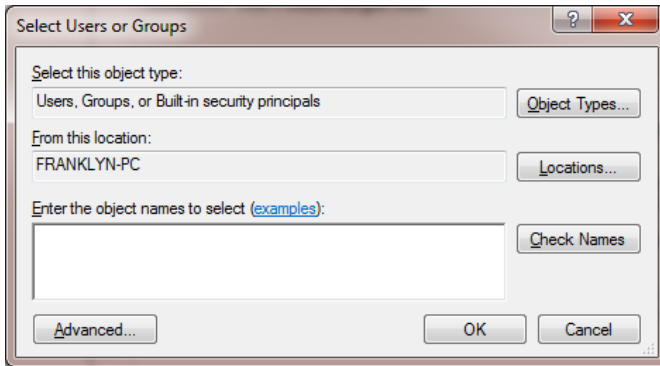 Select Users or Groups
Select this object type:
Users, Groups, or Built-in security principals
Object Types...
From this location:
FRANKLYN-PC
Locations...
Enter the object names to select (examples):
Check Names
Advanced...
OK
Cancel